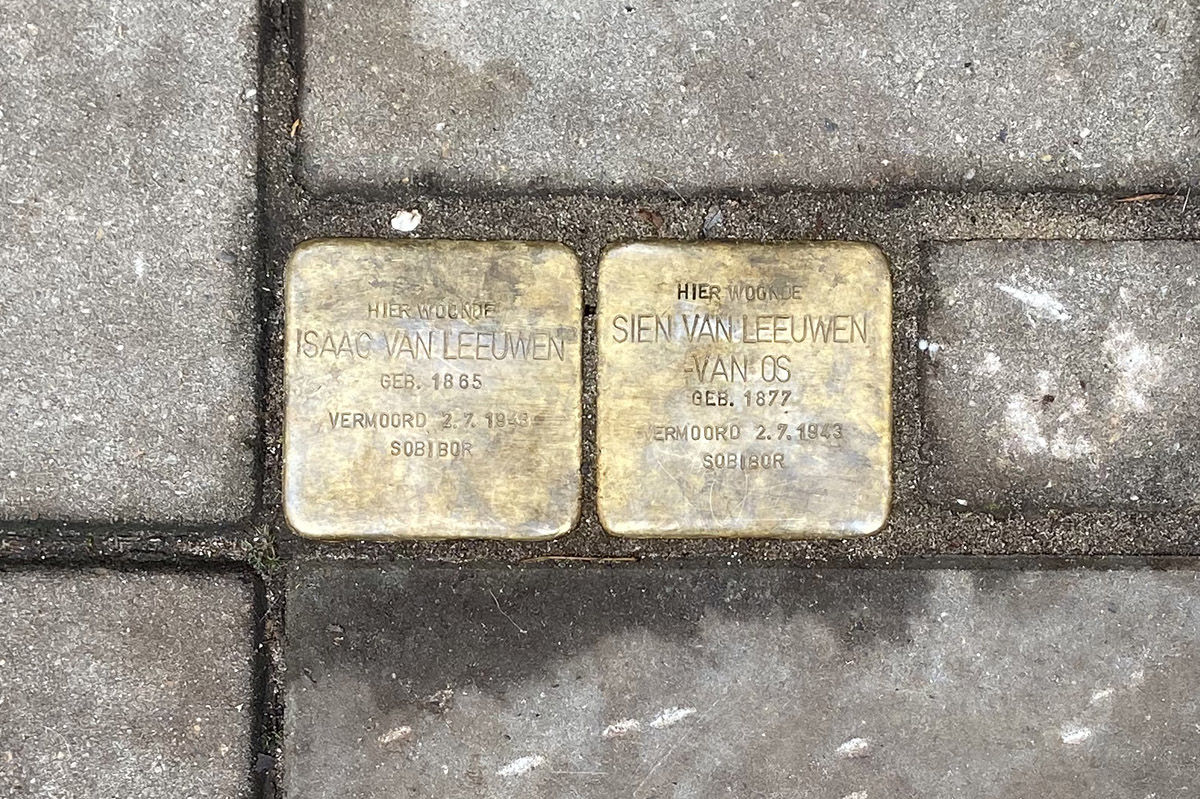 HIER WOONDE
ISAAC VAN LEEUWEN
GEB. 1865
VERMOORD 2.7.1943
SOBIBOR
HIER WOONDE
SIEN VAN LEEUWEN
-VAN OS
GEB. 1877
VERMOORD 2.7.1943
SOBIBOR